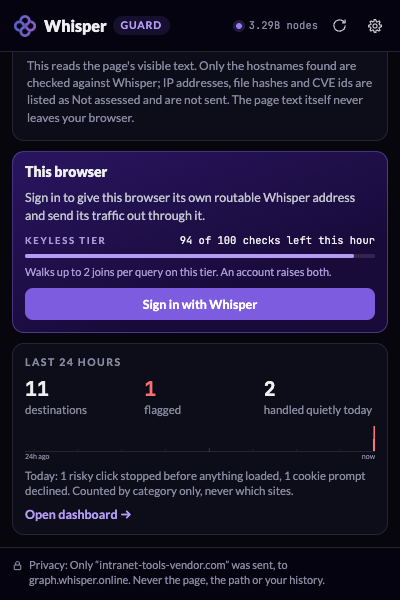 Whisper GUARD 3.29B nodes
This reads the page's visible text. Only the hostnames found are
checked against Whisper; IP addresses, file hashes and CVE ids are
listed as Not assessed and are not sent. The page text itself never
leaves your browser.
This browser
Sign in to give this browser its own routable Whisper address
and send its traffic out through it.
KEYLESS TIER 94 of 100 checks left this hour
Walks up to 2 joins per query on this tier. An account raises both.
Sign in with Whisper
LAST 24 HOURS
11 1 2
destinations flagged handled quietly today
24h ago now
Today: 1 risky click stopped before anything loaded, 1 cookie prompt
declined. Counted by category only, never which sites.
Open dashboard →
Privacy: Only “intranet-tools-vendor.com” was sent, to
graph.whisper.online. Never the page, the path or your history.